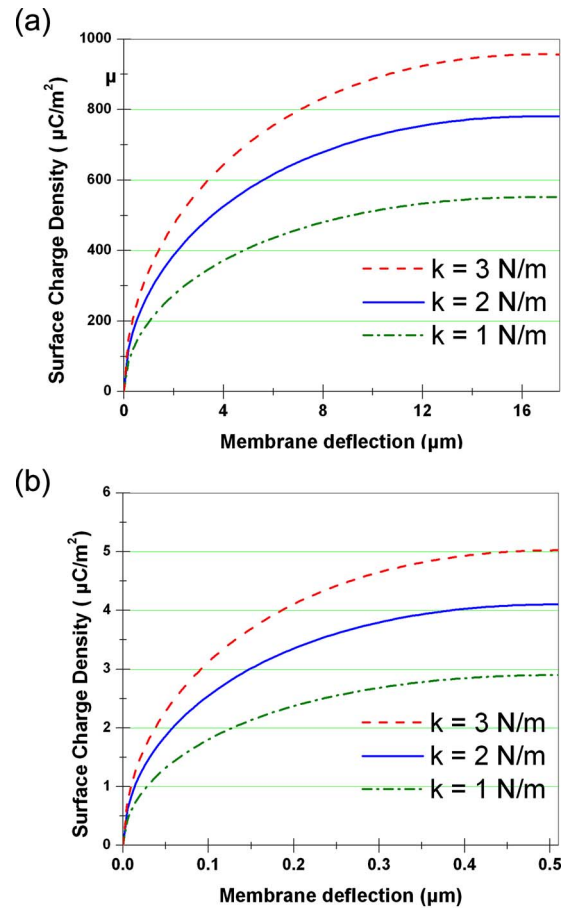 (a)
1000
μ
800
600
400
200
0
Surface Charge Density ( μC/m²)
k = 3 N/m
k = 2 N/m
k = 1 N/m
0 4 8 12 16
Membrane deflection (μm)
(b)
6
5
4
3
2
1
0
Surface Charge Density ( μC/m²)
k = 3 N/m
k = 2 N/m
k = 1 N/m
0.0 0.1 0.2 0.3 0.4 0.5
Membrane deflection (μm)